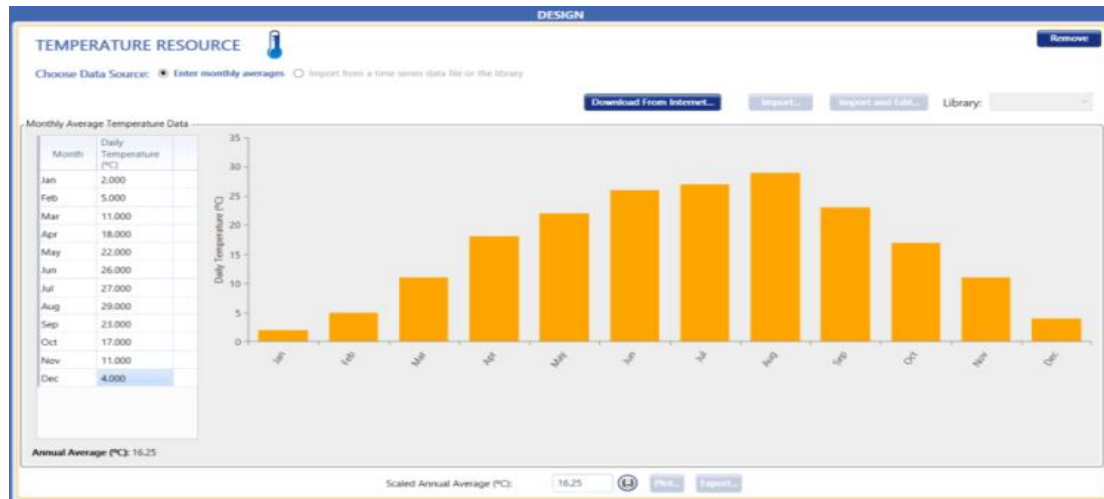 DESIGN
TEMPERATURE RESOURCE
Remove
Choose Data Source: Enter monthly averages Import from a time series data file or the library
Download From Internet... Import... Import and Edit... Library:
Monthly Average Temperature Data
Month Daily Temperature (ºC)
Jan 2.000
Feb 5.000
Mar 11.000
Apr 18.000
May 22.000
Jun 26.000
Jul 27.000
Aug 29.000
Sep 23.000
Oct 17.000
Nov 11.000
Dec 4.000
Annual Average (ºC): 16.25
Daily Temperature (ºC)
35
30
25
20
15
10
5
0
Jan Feb Mar Apr May Jun Jul Aug Sep Oct Nov Dec
Scaled Annual Average (ºC): 16.25 Plot... Export...